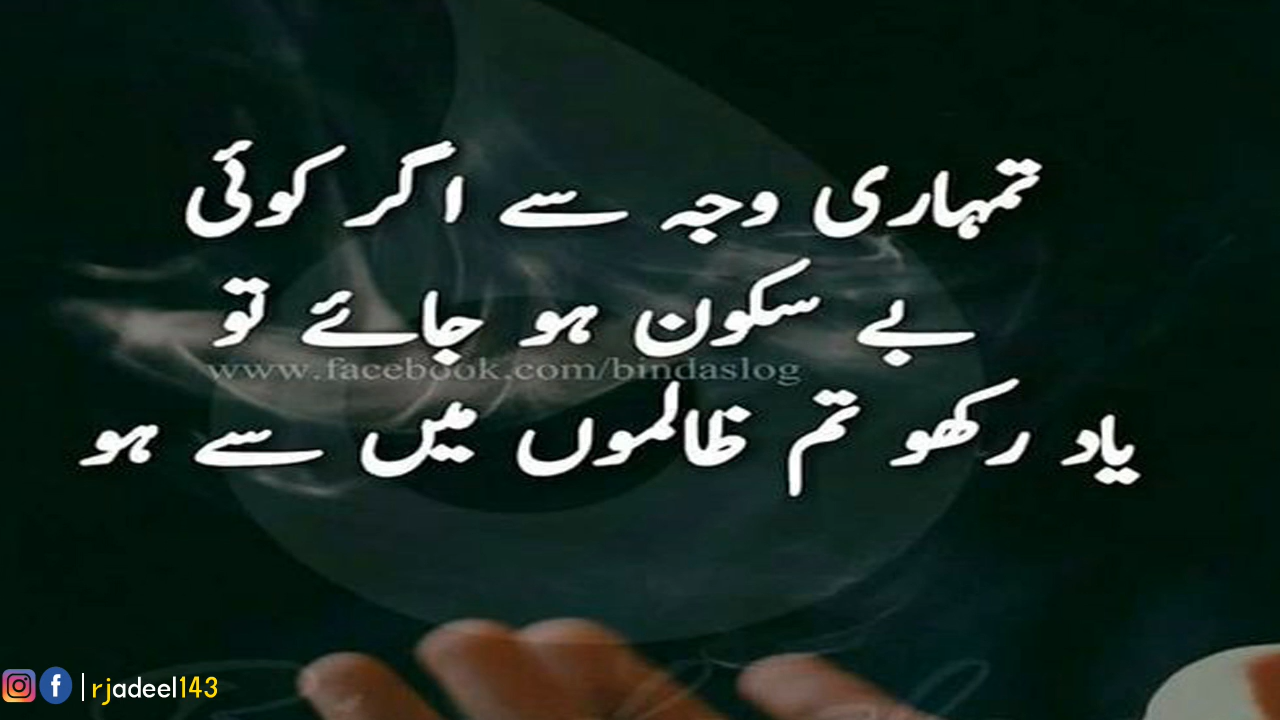 تمہاری وجہ سے اگر کوئی
بے سکون ہو جائے تو
www.facebook.com/bindaslog
یاد رکھو تم ظالموں میں سے ہو
rjadeel143